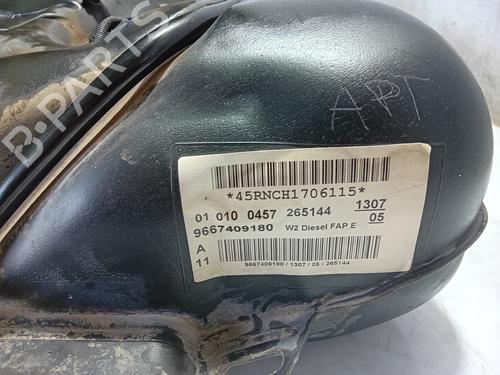 B-PARTS
APT
*45RNCH1706115*
01 010 0457 265144 1307
05
9667409180 W2 Diesel FAP E
A
11
9667409180 / 1307 / 05 / 265144